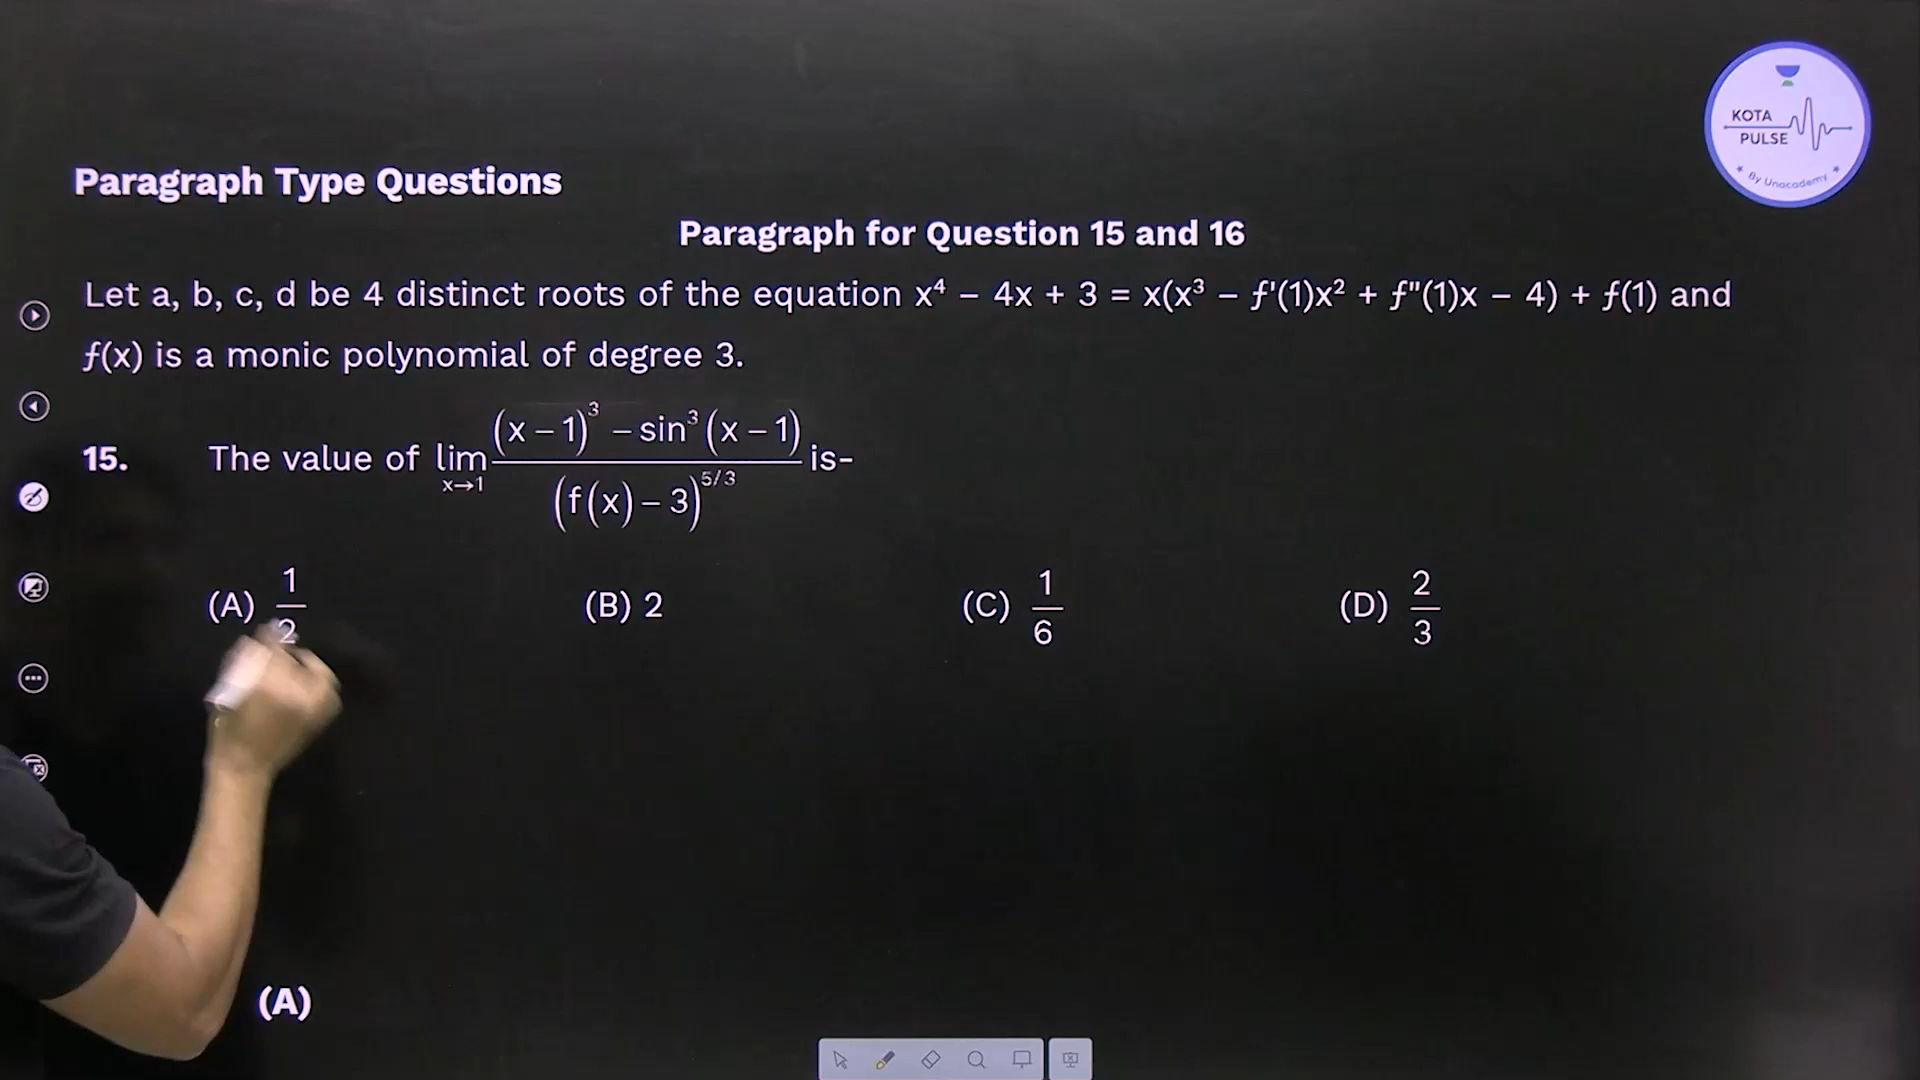 KOTA
PULSE
★ By Unacademy ★
Paragraph Type Questions
Paragraph for Question 15 and 16
Let a, b, c, d be 4 distinct roots of the equation x⁴ – 4x + 3 = x(x³ – f'(1)x² + f"(1)x – 4) + f(1) and
f(x) is a monic polynomial of degree 3.
15. The value of lim x→1 ((x – 1)³ – sin³(x – 1)) / (f(x) – 3)^(5/3) is-
(A) 1/2 (B) 2 (C) 1/6 (D) 2/3
(A)